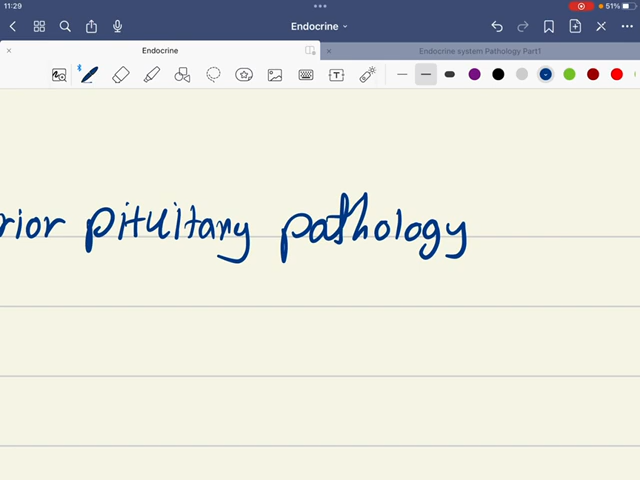 11:29
51%
Endocrine
Endocrine
Endocrine system Pathology Part1
rior pituitary pathology